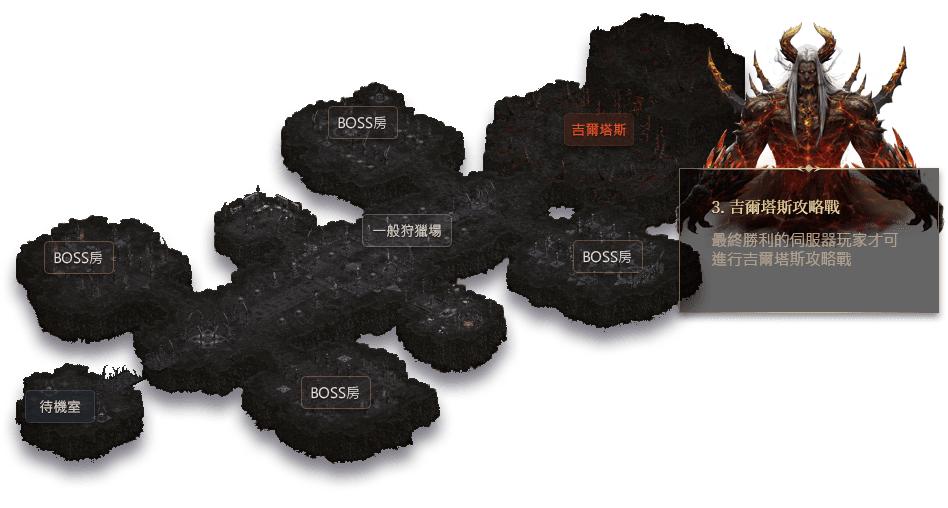 BOSS房
吉爾塔斯
3. 吉爾塔斯攻略戰
最終勝利的伺服器玩家才可
進行吉爾塔斯攻略戰
一般狩獵場
BOSS房
BOSS房
BOSS房
待機室